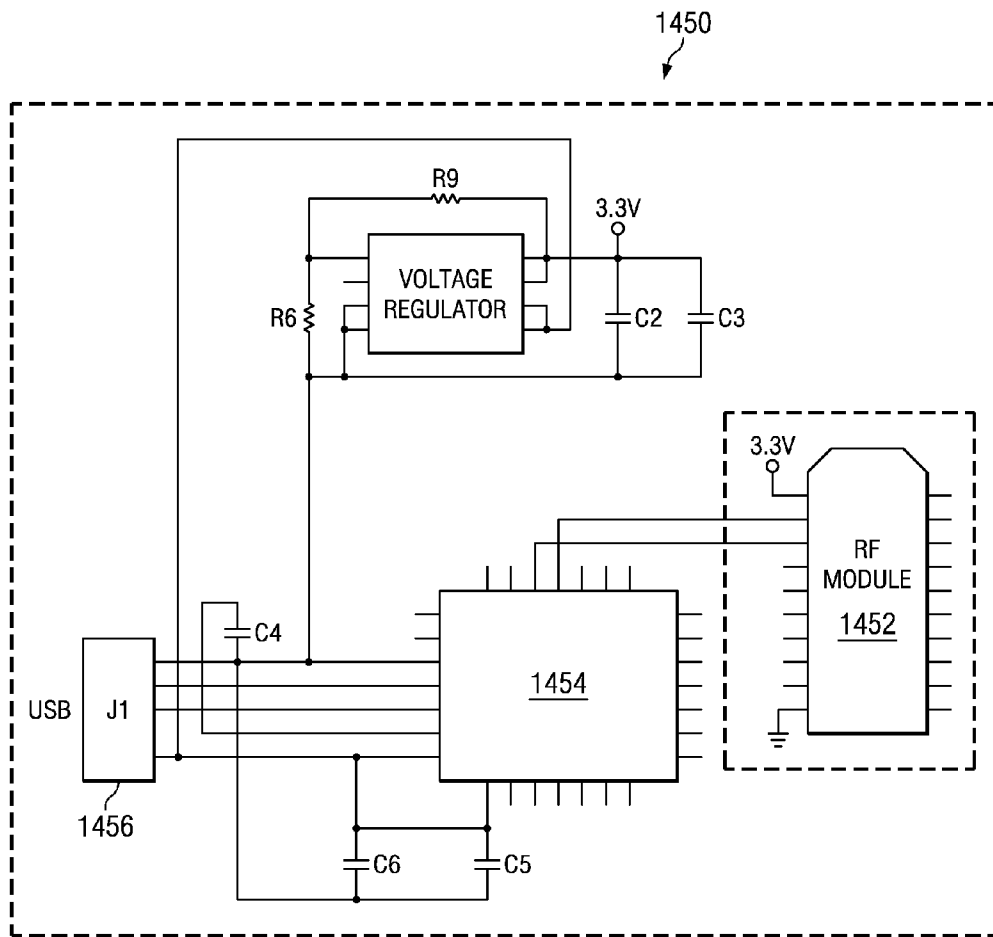 1450
R9
3.3V
VOLTAGE
REGULATOR
R6
C2
C3
3.3V
RF
MODULE
1452
C4
1454
USB
J1
1456
C6
C5